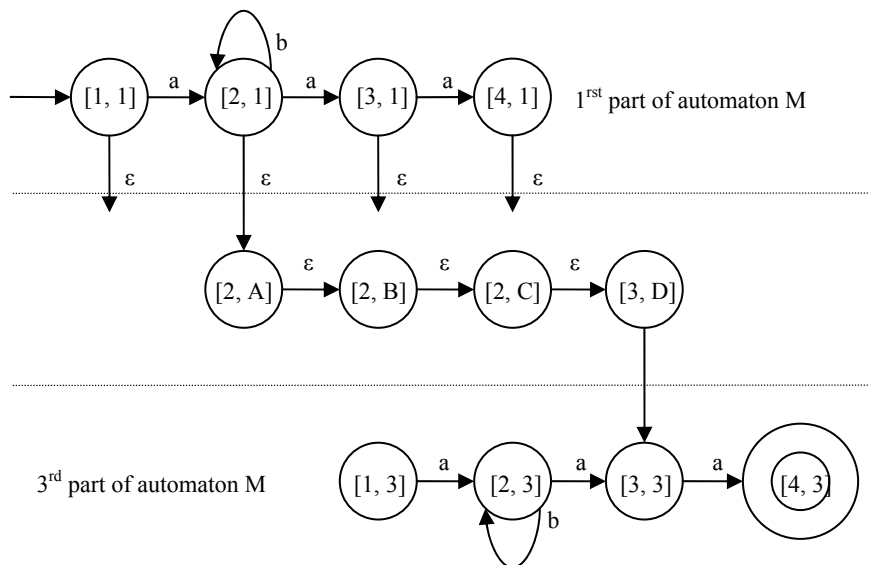 b
a a a
[1, 1] [2, 1] [3, 1] [4, 1] 1rst part of automaton M
ε ε ε ε
ε ε ε
[2, A] [2, B] [2, C] [3, D]
a a a
3rd part of automaton M [1, 3] [2, 3] [3, 3] [4, 3]
b